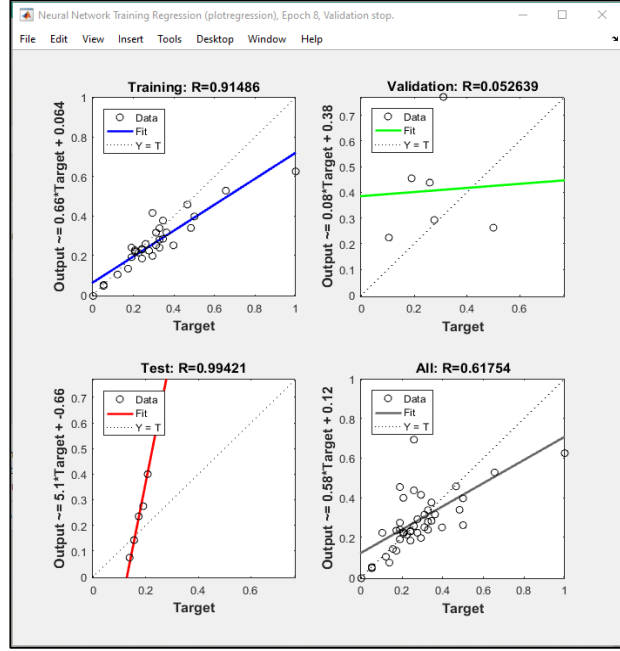 Neural Network Training Regression (plotregression), Epoch 8, Validation stop.
File Edit View Insert Tools Desktop Window Help
Training: R=0.91486
Output ~= 0.66*Target + 0.064
1
0.8
0.6
0.4
0.2
0
Data
Fit
Y = T
0 0.2 0.4 0.6 0.8 1
Target
Validation: R=0.052639
Output ~= 0.08*Target + 0.38
0.7
0.6
0.5
0.4
0.3
0.2
0.1
0
Data
Fit
Y = T
0 0.2 0.4 0.6
Target
Test: R=0.99421
Output ~= 5.1*Target + -0.66
0.7
0.6
0.5
0.4
0.3
0.2
0.1
0
Data
Fit
Y = T
0 0.2 0.4 0.6
Target
All: R=0.61754
Output ~= 0.58*Target + 0.12
1
0.8
0.6
0.4
0.2
0
Data
Fit
Y = T
0 0.2 0.4 0.6 0.8 1
Target